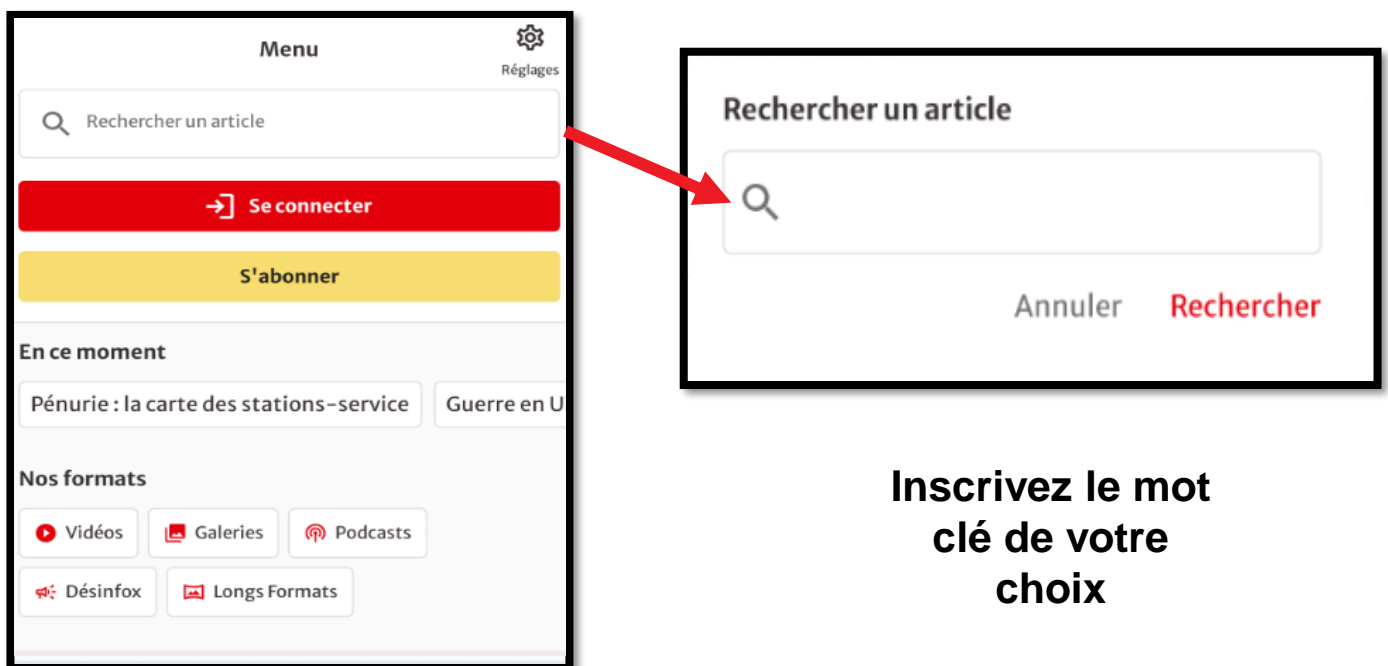 Menu
Réglages
Rechercher un article
Se connecter
S'abonner
En ce moment
Pénurie : la carte des stations-service
Guerre en U
Nos formats
Vidéos
Galeries
Podcasts
Désinfox
Longs Formats
Rechercher un article
Annuler
Rechercher
Inscrivez le mot
clé de votre
choix